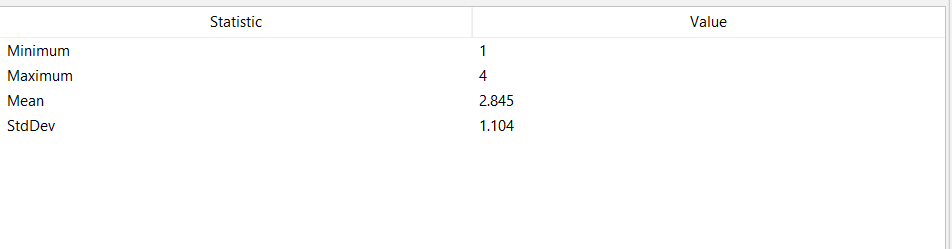 Statistic Value
Minimum 1
Maximum 4
Mean 2.845
StdDev 1.104